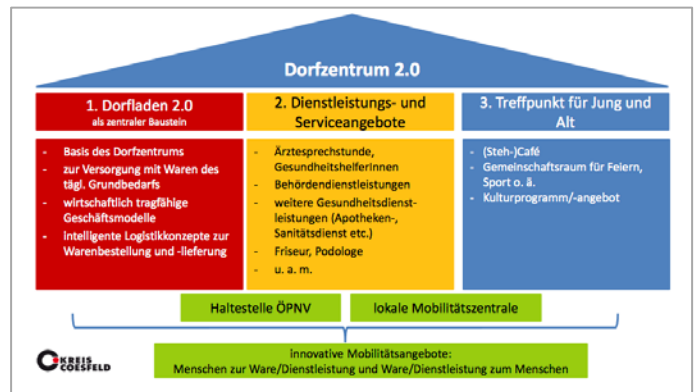 Dorfzentrum 2.0
1. Dorfladen 2.0
als zentraler Baustein
- Basis des Dorfzentrums
- zur Versorgung mit Waren des
tägl. Grundbedarfs
- wirtschaftlich tragfähige
Geschäftsmodelle
- intelligente Logistikkonzepte zur
Warenbestellung und -lieferung
2. Dienstleistungs- und
Serviceangebote
- Ärztesprechstunde,
GesundheitshelferInnen
- Behördendienstleistungen
- weitere Gesundheitsdienst-
leistungen (Apotheken-,
Sanitätsdienst etc.)
- Friseur, Podologe
- u. a. m.
3. Treffpunkt für Jung und
Alt
- (Steh-)Café
- Gemeinschaftsraum für Feiern,
Sport o. ä.
- Kulturprogramm/-angebot
Haltestelle ÖPNV
lokale Mobilitätszentrale
KREIS
COESFELD
innovative Mobilitätsangebote:
Menschen zur Ware/Dienstleistung und Ware/Dienstleistung zum Menschen